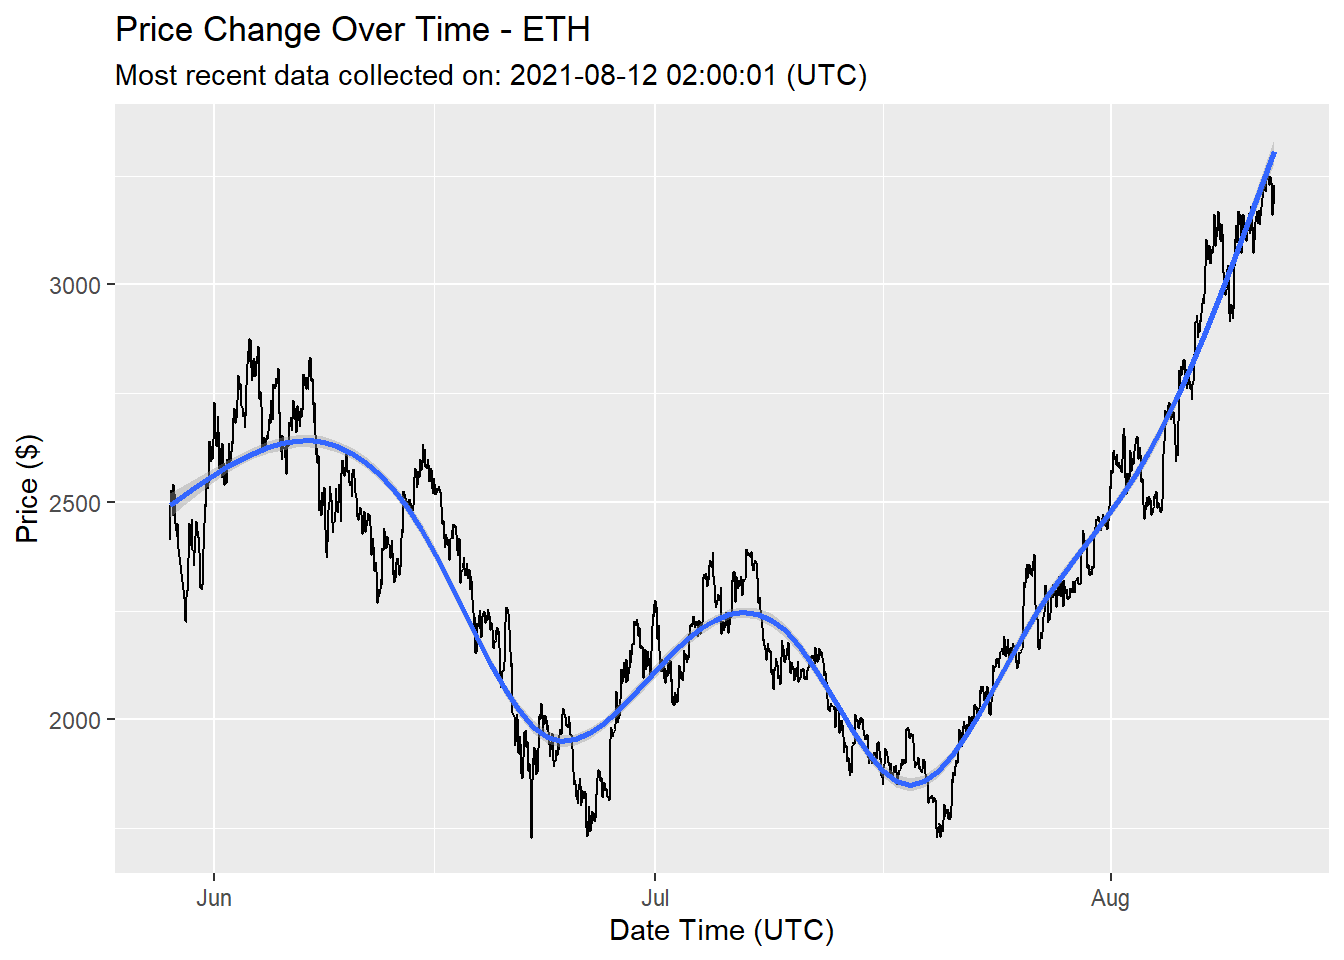 Price Change Over Time - ETH
Most recent data collected on: 2021-08-12 02:00:01 (UTC)
Price ($)
3000
2500
2000
Jun
Jul
Aug
Date Time (UTC)